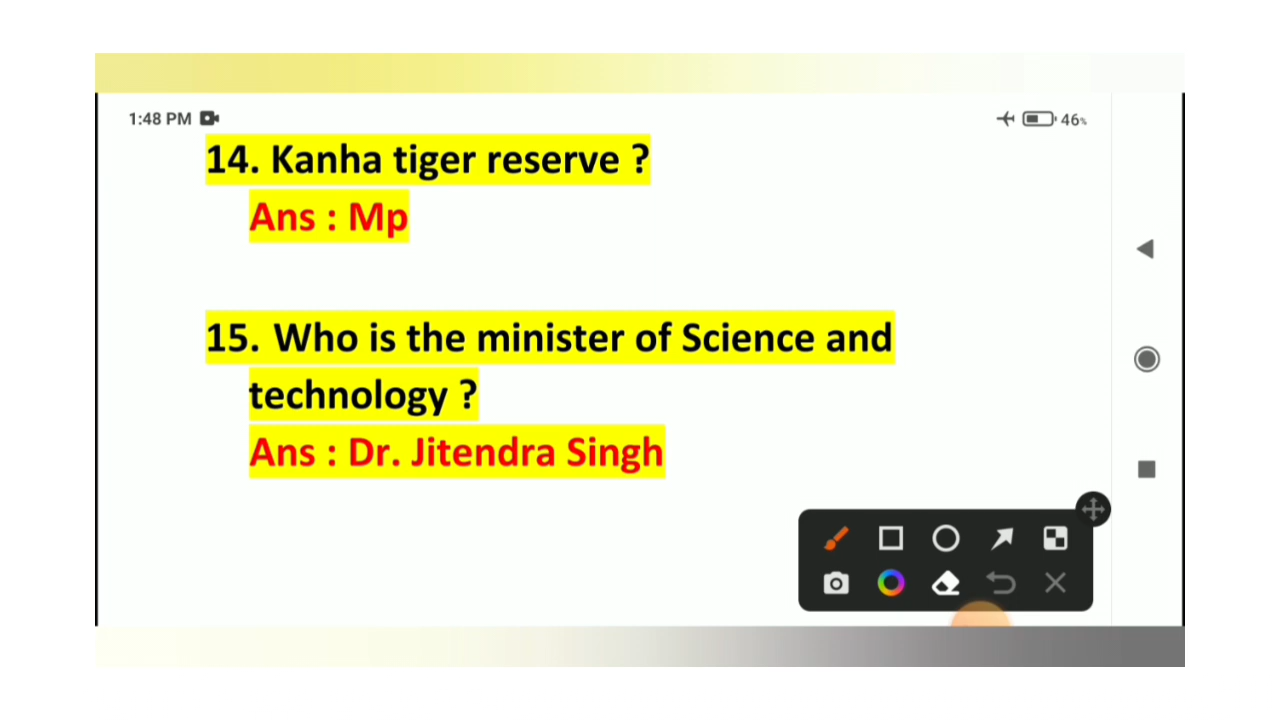 1:48 PM 46%
14. Kanha tiger reserve ?
Ans : Mp
15. Who is the minister of Science and
technology ?
Ans : Dr. Jitendra Singh